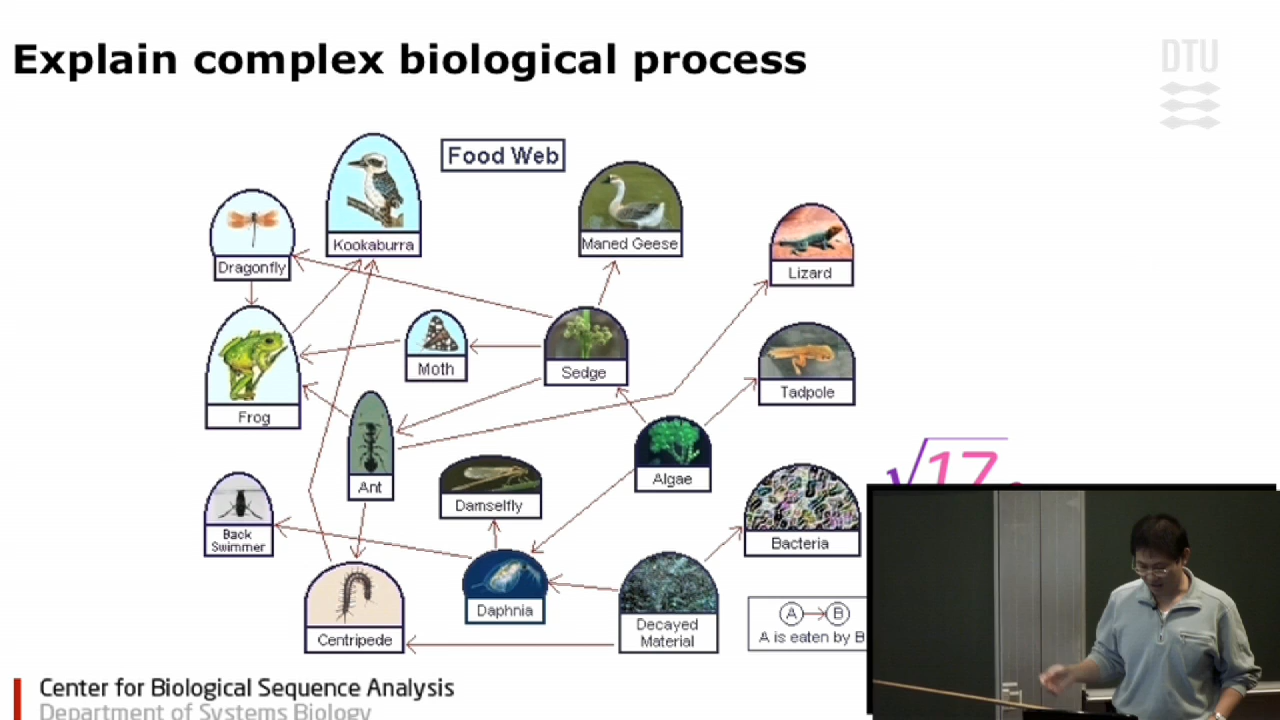 Explain complex biological process
DTU
Food Web
Kookaburra
Maned Geese
Dragonfly
Lizard
Moth
Sedge
Tadpole
Frog
Ant
Algae
Damselfly
Back
Swimmer
Bacteria
Daphnia
Decayed
Material
Centripede
A B
A is eaten by B
√17
Center for Biological Sequence Analysis
Department of Systems Biology